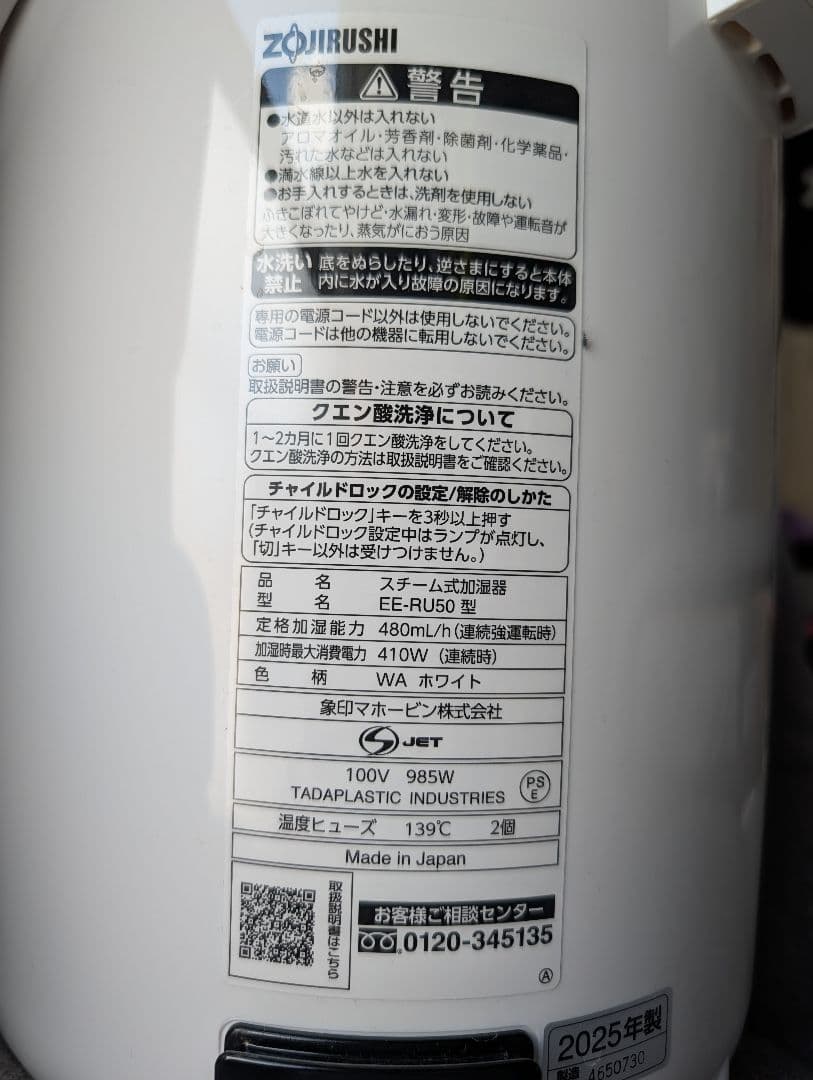 ZOJIRUSHI
警告
●水道水以外は入れない
アロマオイル・芳香剤・除菌剤・化学薬品・
汚れた水などは入れない
●満水線以上水を入れない
●お手入れするときは、洗剤を使用しない
ふきこぼれてやけど・水漏れ・変形・故障や運転音が
大きくなったり、蒸気がにおう原因
水洗い禁止
底をぬらしたり、逆さまにすると本体
内に水が入り故障の原因になります。
専用の電源コード以外は使用しないでください。
電源コードは他の機器に転用しないでください。
お願い
取扱説明書の警告・注意を必ずお読みください。
クエン酸洗浄について
1～2カ月に1回クエン酸洗浄をしてください。
クエン酸洗浄の方法は取扱説明書をご確認ください。
チャイルドロックの設定/解除のしかた
「チャイルドロック」キーを3秒以上押す
(チャイルドロック設定中はランプが点灯し、
「切」キー以外は受けつけません。)
品名 スチーム式加湿器
型名 EE-RU50 型
定格加湿能力 480mL/h(連続強運転時)
加湿時最大消費電力 410W (連続時)
色柄 WA ホワイト
象印マホービン株式会社
JET
100V 985W
TADAPLASTIC INDUSTRIES
PS
E
温度ヒューズ 139℃ 2個
Made in Japan
取扱説明書はこちら
お客様ご相談センター
0120-345135
A
2025年製
製造 4650730